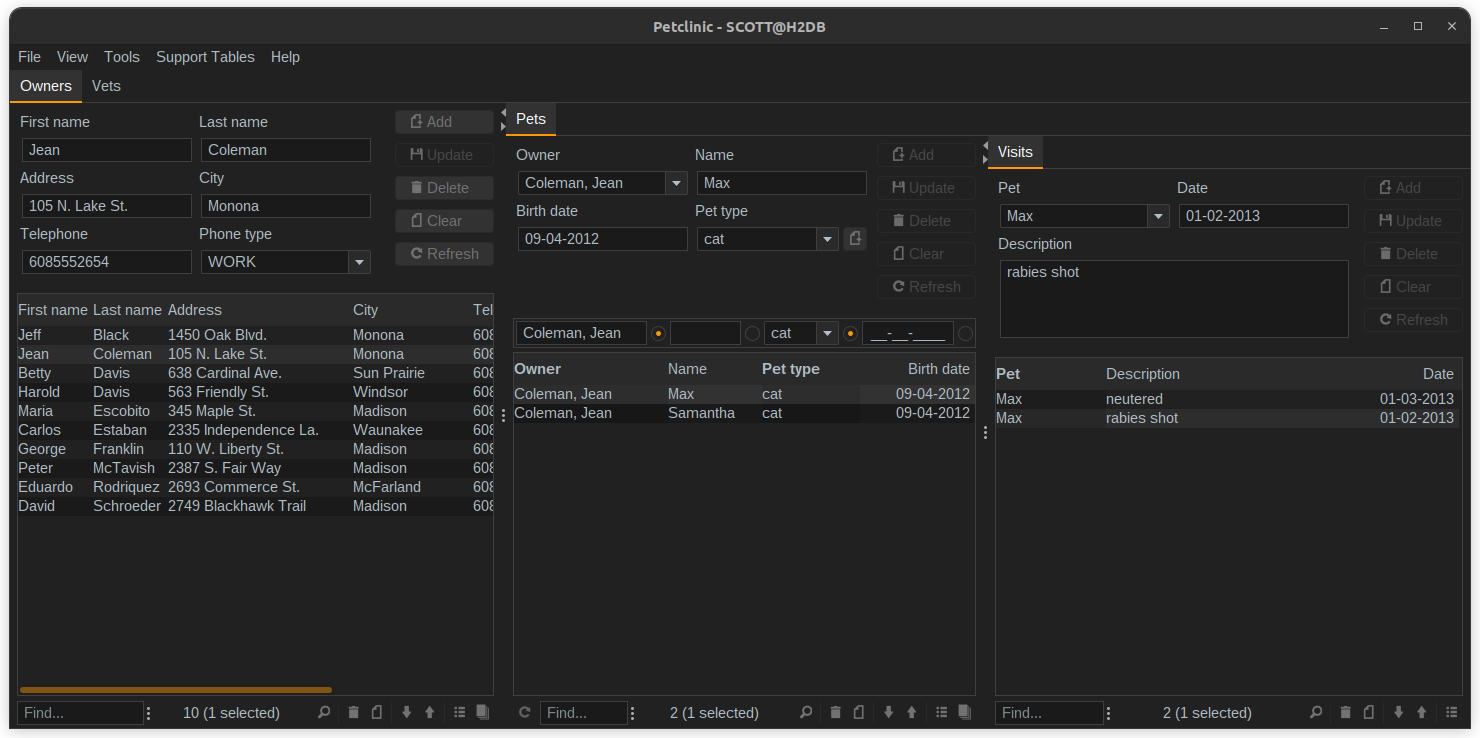 Petclinic - SCOTT@H2DB
File View Tools Support Tables Help
Owners Vets
First name Last name
Jean Coleman
Address City
105 N. Lake St. Monona
Telephone Phone type
6085552654 WORK
Add
Update
Delete
Clear
Refresh
First name Last name Address City Tel
Jeff Black 1450 Oak Blvd. Monona 608
Jean Coleman 105 N. Lake St. Monona 608
Betty Davis 638 Cardinal Ave. Sun Prairie 608
Harold Davis 563 Friendly St. Windsor 608
Maria Escobito 345 Maple St. Madison 608
Carlos Estaban 2335 Independence La. Waunakee 608
George Franklin 110 W. Liberty St. Madison 608
Peter McTavish 2387 S. Fair Way Madison 608
Eduardo Rodriquez 2693 Commerce St. McFarland 608
David Schroeder 2749 Blackhawk Trail Madison 608
Find... 10 (1 selected)
Pets
Owner Name
Coleman, Jean Max
Birth date Pet type
09-04-2012 cat
Add
Update
Delete
Clear
Refresh
Coleman, Jean cat __-__-____
Owner Name Pet type Birth date
Coleman, Jean Max cat 09-04-2012
Coleman, Jean Samantha cat 09-04-2012
Find... 2 (1 selected)
Visits
Pet Date
Max 01-02-2013
Description
rabies shot
Add
Update
Delete
Clear
Refresh
Pet Description Date
Max neutered 01-03-2013
Max rabies shot 01-02-2013
Find... 2 (1 selected)